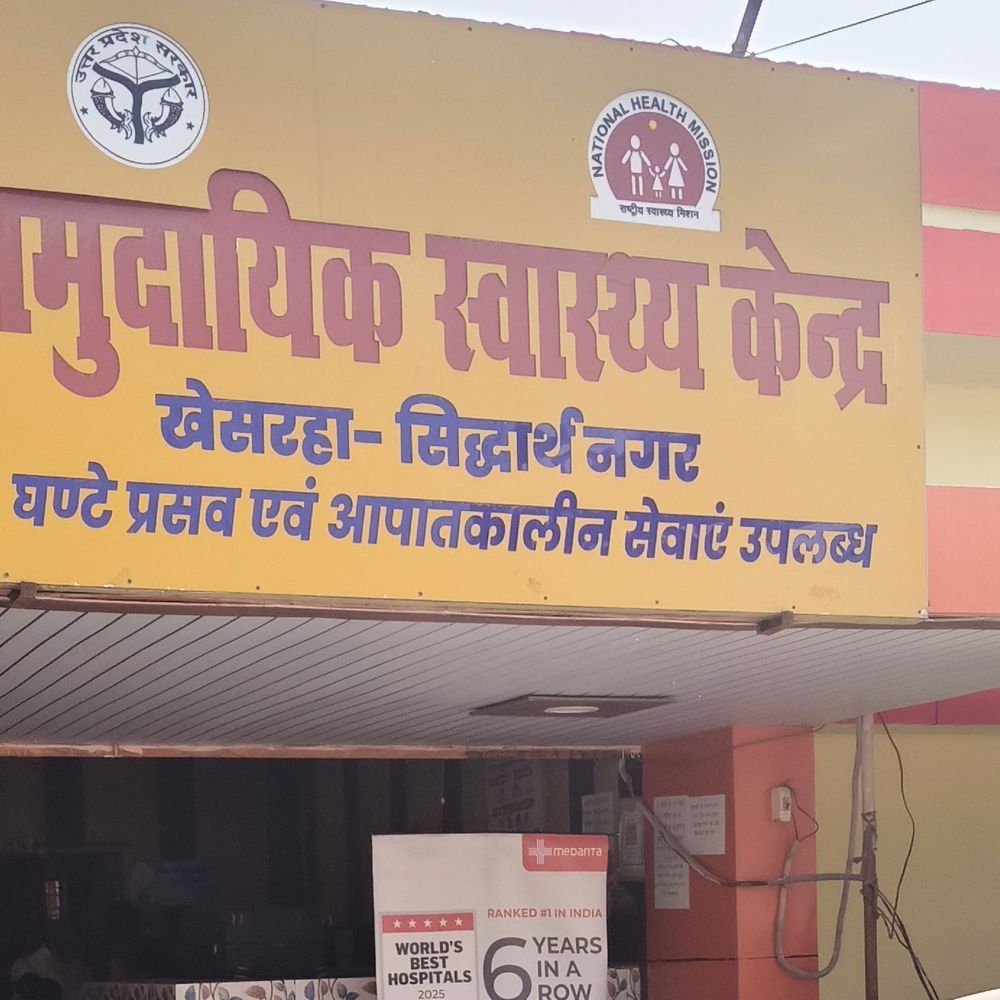 उत्तर प्रदेश सरकार
NATIONAL HEALTH MISSION
राष्ट्रीय स्वास्थ्य मिशन
ामुदायिक स्वास्थ्य केन्द्र
खेसरहा- सिद्धार्थ नगर
घण्टे प्रसव एवं आपातकालीन सेवाएं उपलब्ध
medanta
RANKED #1 IN INDIA
WORLD'S
BEST
HOSPITALS
2025
6 YEARS
IN A
ROW